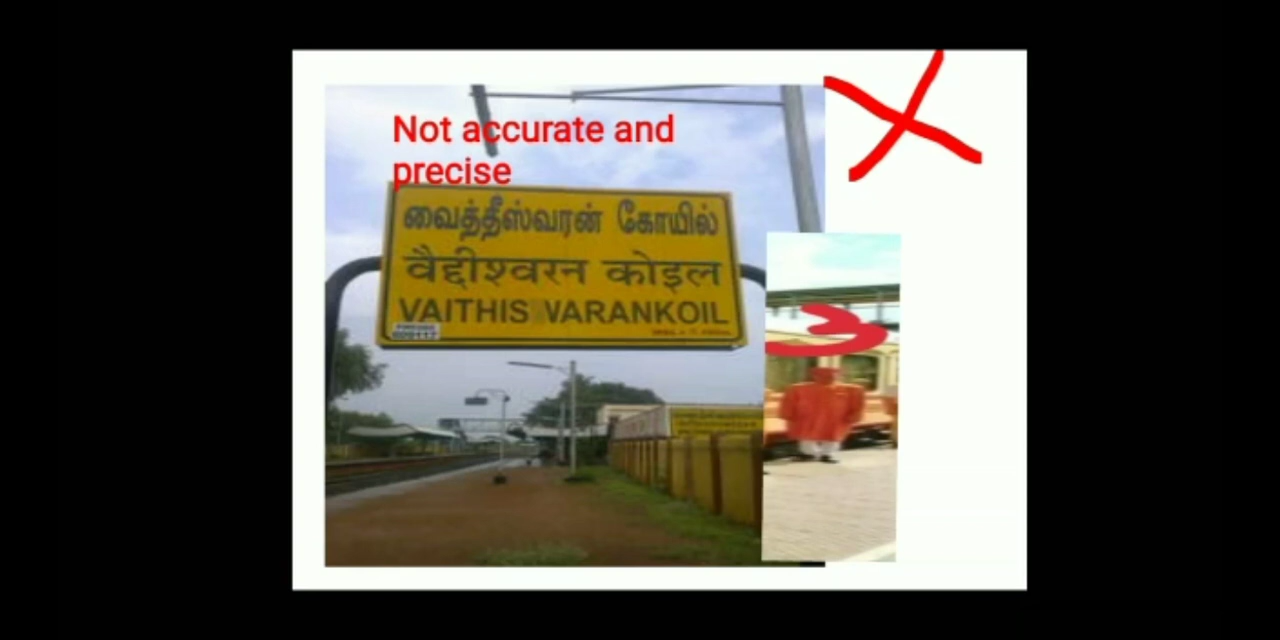 Not accurate and
precise
வைத்தீஸ்வரன் கோயில்
वैद्दीश्वरन कोइल
VAITHIS VARANKOIL